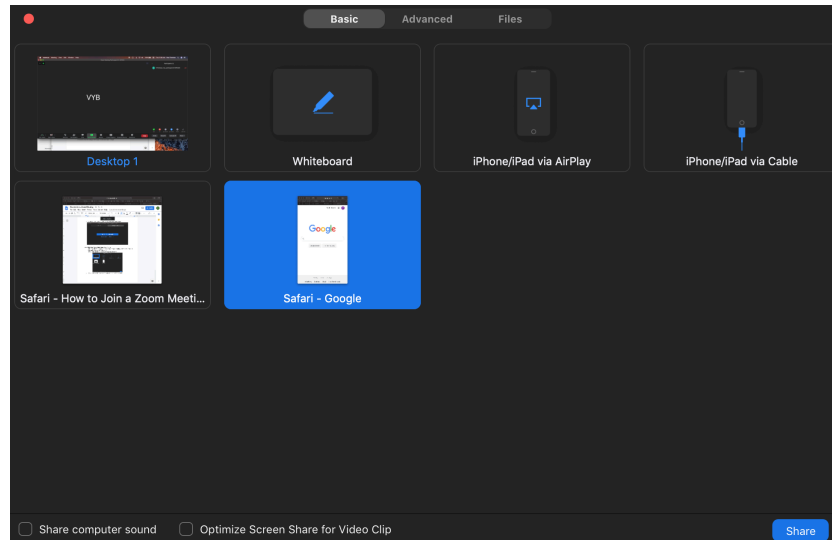 Basic Advanced Files
VYB
Desktop 1 Whiteboard iPhone/iPad via AirPlay iPhone/iPad via Cable
Google
Safari - How to Join a Zoom Meeti... Safari - Google
Share computer sound Optimize Screen Share for Video Clip Share